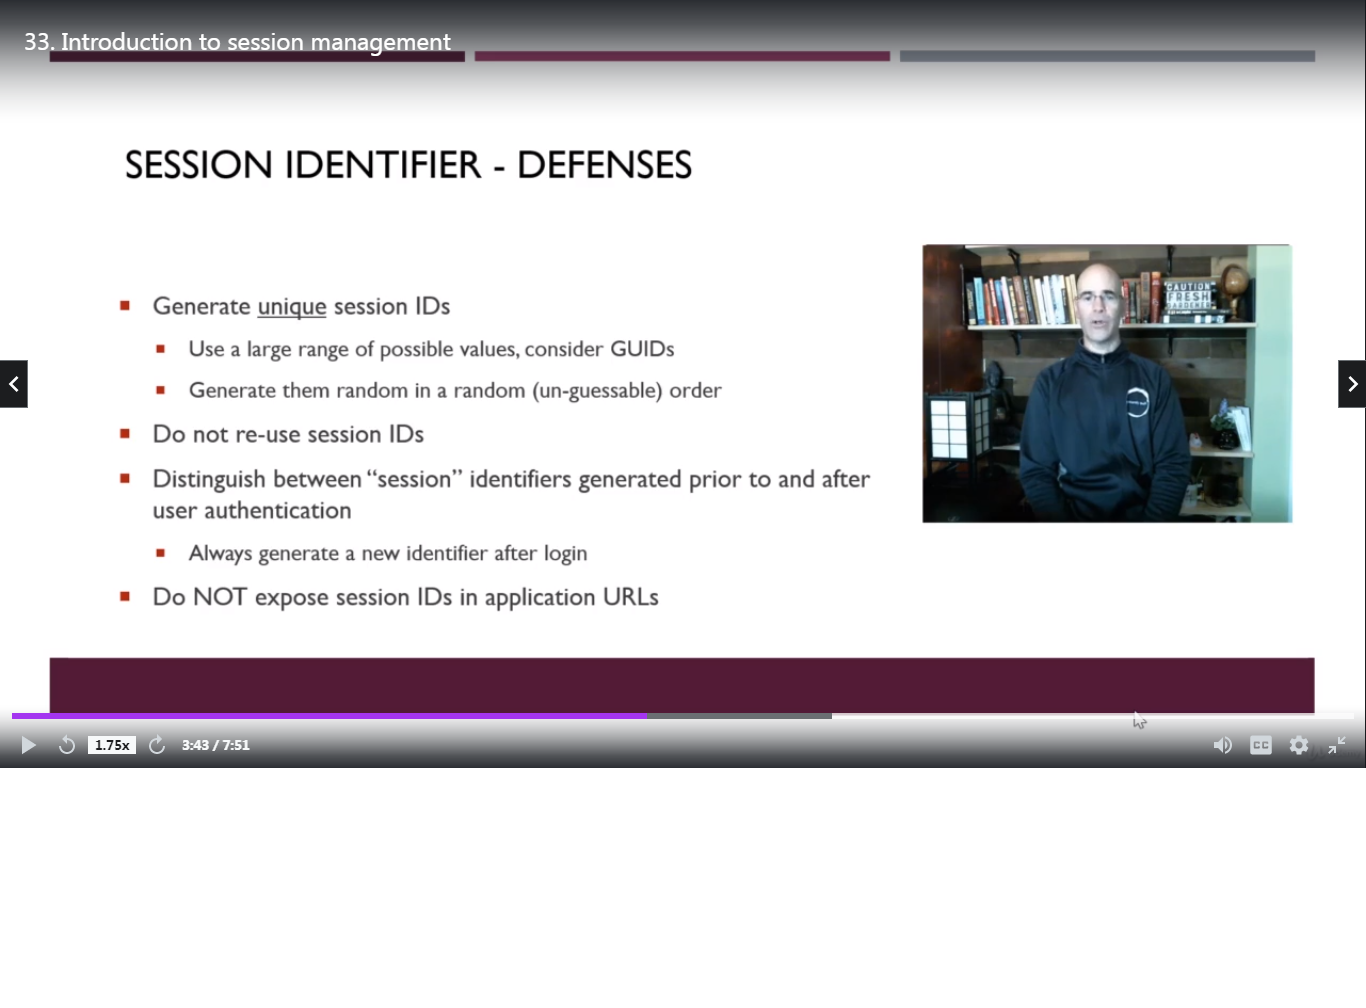 33. Introduction to session management
SESSION IDENTIFIER - DEFENSES
Generate unique session IDs
Use a large range of possible values, consider GUIDs
Generate them random in a random (un-guessable) order
Do not re-use session IDs
Distinguish between “session” identifiers generated prior to and after
user authentication
Always generate a new identifier after login
Do NOT expose session IDs in application URLs
CAUTION
FRESH
GARDENER
1.75x
3:43 / 7:51
CC